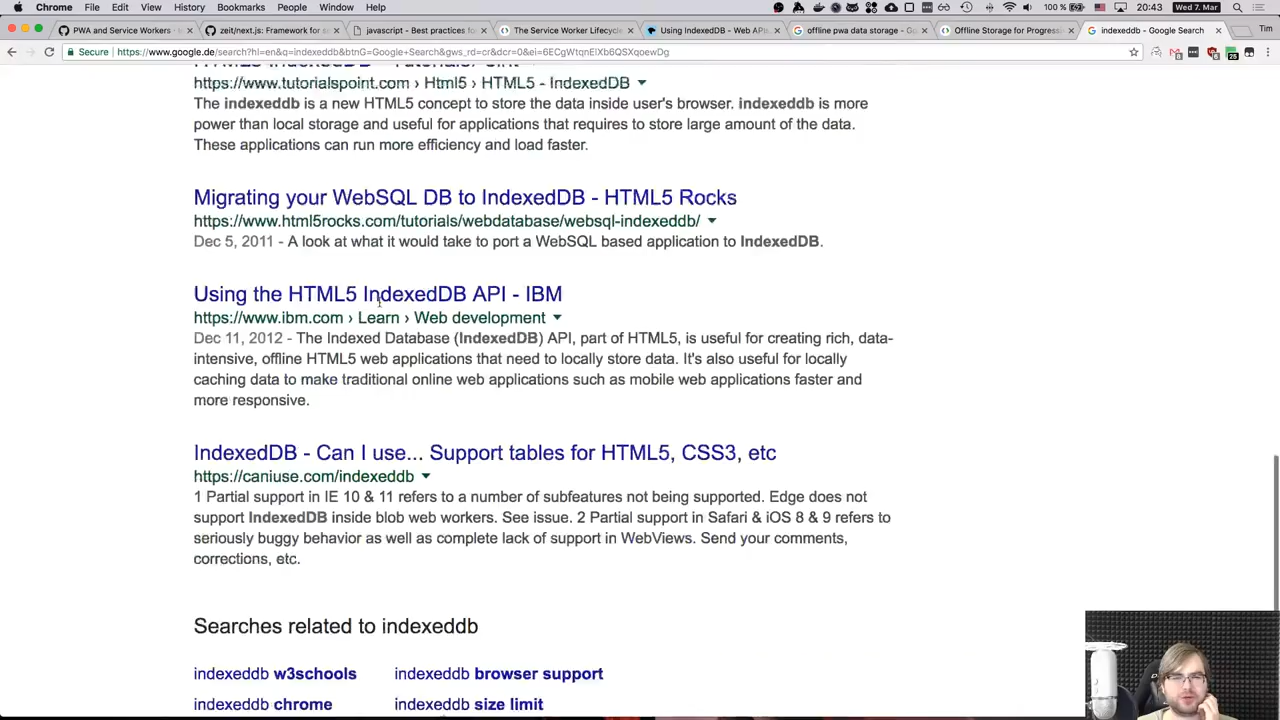 Chrome File Edit View History Bookmarks People Window Help 100 % 20:43 Wed 7. Mar
PWA and Service Workers - zeit/next.js: Framework for se javascript - Best practices for The Service Worker Lifecycle Using IndexedDB - Web APIs offline pwa data storage - Go Offline Storage for Progressi indexeddb - Google Search Tim
Secure https://www.google.de/search?hl=en&q=indexeddb&btnG=Google+Search&gws_rd=cr&dcr=0&ei=6ECgWtqnEIXb6QSXqoewDg
https://www.tutorialspoint.com › Html5 › HTML5 - IndexedDB
The indexeddb is a new HTML5 concept to store the data inside user's browser. indexeddb is more
power than local storage and useful for applications that requires to store large amount of the data.
These applications can run more efficiency and load faster.
Migrating your WebSQL DB to IndexedDB - HTML5 Rocks
https://www.html5rocks.com/tutorials/webdatabase/websql-indexeddb/
Dec 5, 2011 - A look at what it would take to port a WebSQL based application to IndexedDB.
Using the HTML5 IndexedDB API - IBM
https://www.ibm.com › Learn › Web development
Dec 11, 2012 - The Indexed Database (IndexedDB) API, part of HTML5, is useful for creating rich, data-
intensive, offline HTML5 web applications that need to locally store data. It's also useful for locally
caching data to make traditional online web applications such as mobile web applications faster and
more responsive.
IndexedDB - Can I use... Support tables for HTML5, CSS3, etc
https://caniuse.com/indexeddb
1 Partial support in IE 10 & 11 refers to a number of subfeatures not being supported. Edge does not
support IndexedDB inside blob web workers. See issue. 2 Partial support in Safari & iOS 8 & 9 refers to
seriously buggy behavior as well as complete lack of support in WebViews. Send your comments,
corrections, etc.
Searches related to indexeddb
indexeddb w3schools indexeddb browser support
indexeddb chrome indexeddb size limit